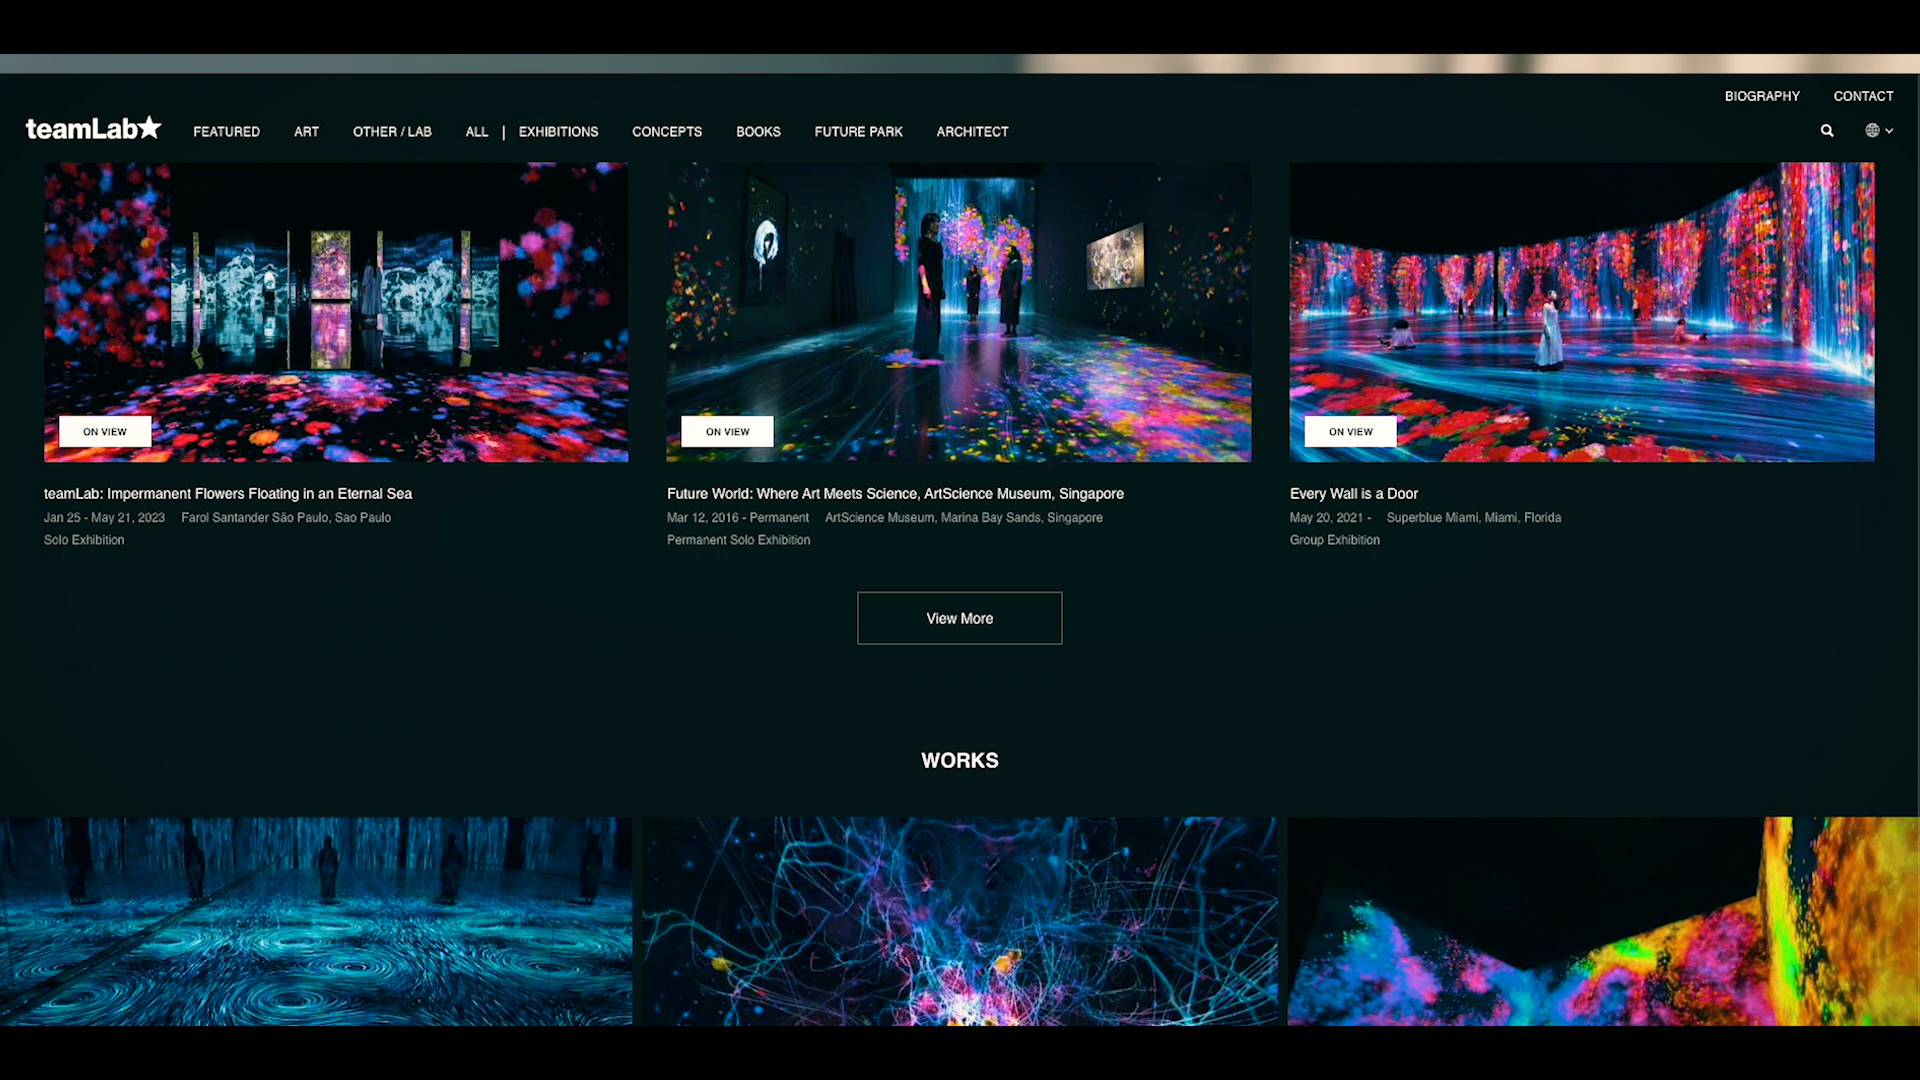 BIOGRAPHY CONTACT
teamLab★ FEATURED ART OTHER / LAB ALL | EXHIBITIONS CONCEPTS BOOKS FUTURE PARK ARCHITECT
ON VIEW ON VIEW ON VIEW
teamLab: Impermanent Flowers Floating in an Eternal Sea
Jan 25 - May 21, 2023 Farol Santander São Paulo, Sao Paulo
Solo Exhibition
Future World: Where Art Meets Science, ArtScience Museum, Singapore
Mar 12, 2016 - Permanent ArtScience Museum, Marina Bay Sands, Singapore
Permanent Solo Exhibition
Every Wall is a Door
May 20, 2021 - Superblue Miami, Miami, Florida
Group Exhibition
View More
WORKS